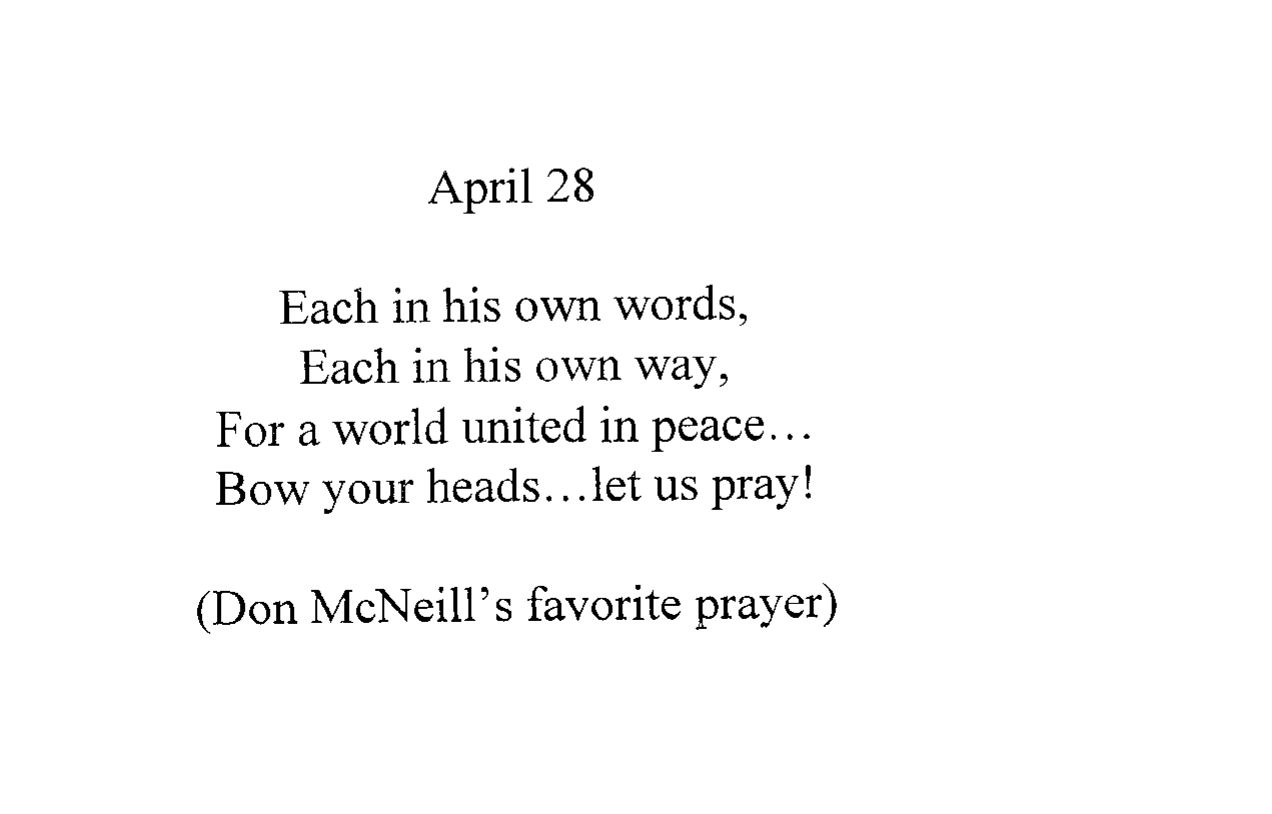 April 28
Each in his own words,
Each in his own way,
For a world united in peace…
Bow your heads…let us pray!
(Don McNeill’s favorite prayer)